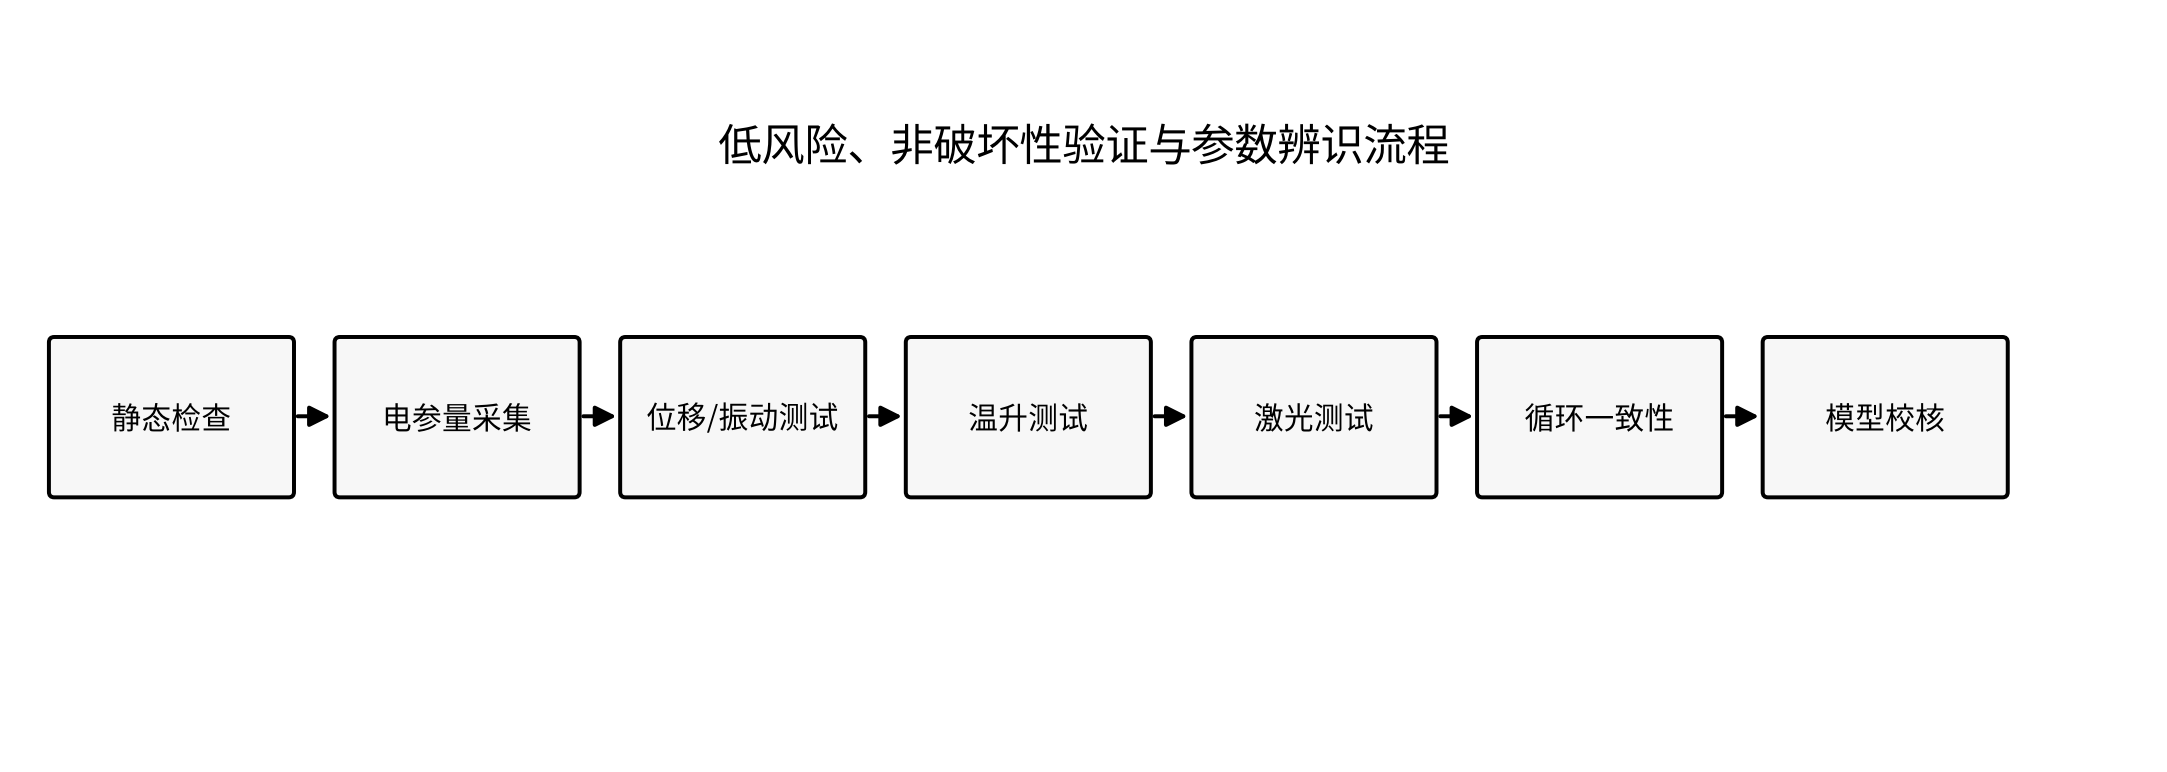 低风险、非破坏性验证与参数辨识流程
静态检查
电参量采集
位移/振动测试
温升测试
激光测试
循环一致性
模型校核